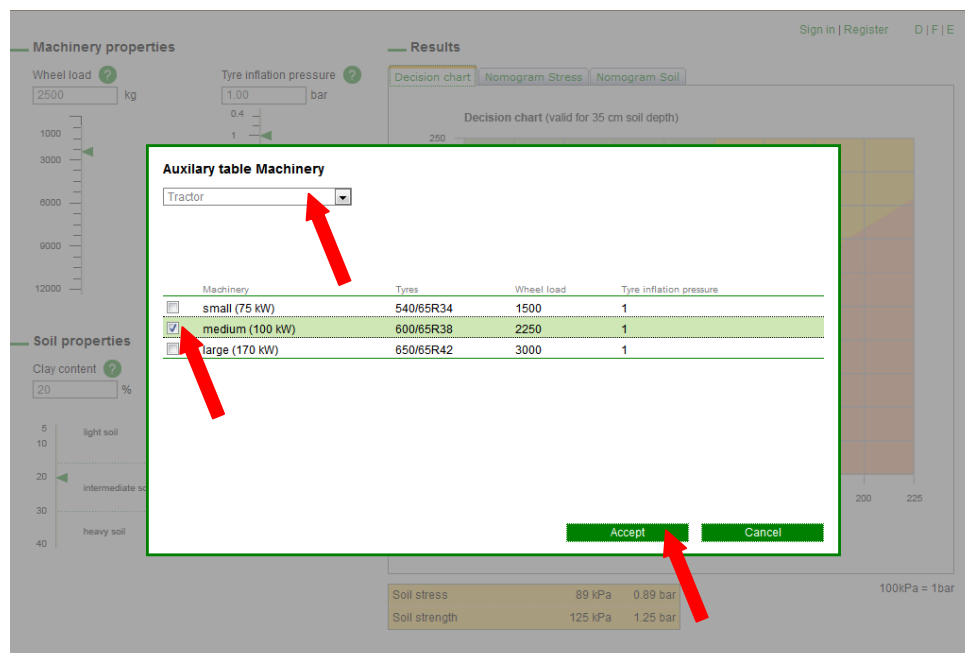 Sign in | Register D | F | E
Machinery properties
Wheel load ?
2500 kg
Tyre inflation pressure ?
1.00 bar
1000
3000
6000
9000
12000
0.4
1
Soil properties
Clay content ?
20 %
5
10
20
30
40
light soil
intermediate so
heavy soil
Results
Decision chart Nomogram Stress Nomogram Soil
Decision chart (valid for 35 cm soil depth)
250
200 225
100kPa = 1bar
Soil stress 89 kPa 0.89 bar
Soil strength 125 kPa 1.25 bar
Auxilary table Machinery
Tractor
Machinery Tyres Wheel load Tyre inflation pressure
small (75 kW) 540/65R34 1500 1
medium (100 kW) 600/65R38 2250 1
large (170 kW) 650/65R42 3000 1
Accept Cancel